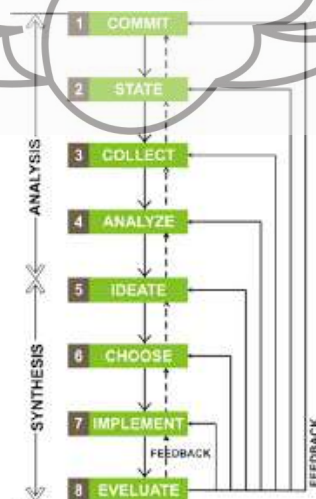 1 COMMIT
2 STATE
3 COLLECT
4 ANALYZE
5 IDEATE
6 CHOOSE
7 IMPLEMENT
FEEDBACK
8 EVELUATE
ANALYSIS
SYNTHESIS
FEEDBACK